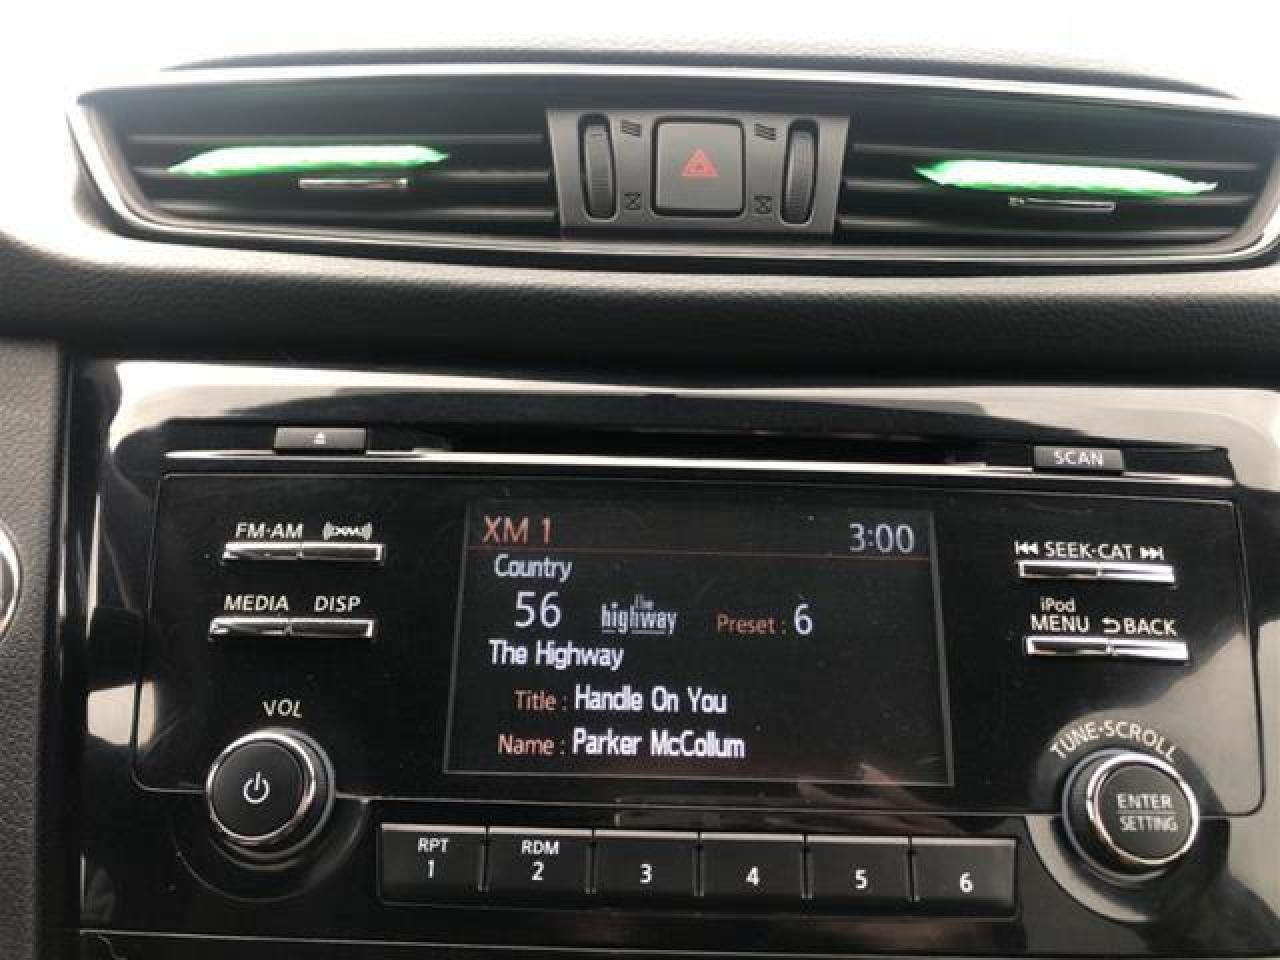 SCAN
FM·AM XM
XM 1 3:00
SEEK·CAT
Country
MEDIA DISP
56 the highway Preset : 6
iPod
MENU BACK
The Highway
Title : Handle On You
VOL
Name : Parker McCollum
TUNE·SCROLL
ENTER
SETTING
RPT RDM
1 2 3 4 5 6